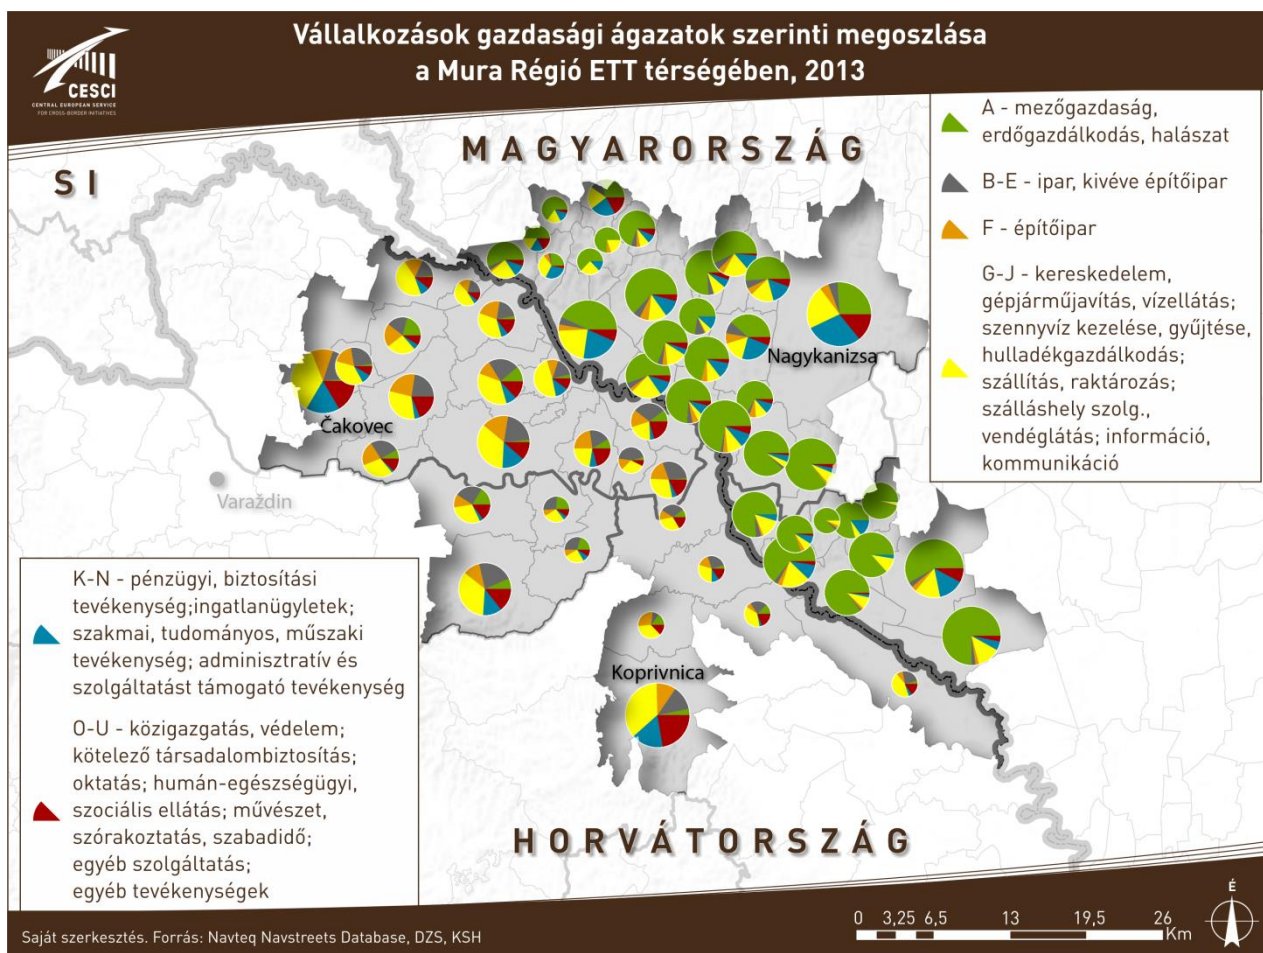 Vállalkozások gazdasági ágazatok szerinti megoszlása
a Mura Régió ETT térségében, 2013
CESCI
CENTRAL EUROPEAN SERVICE
FOR CROSS-BORDER INITIATIVES
A - mezőgazdaság,
erdőgazdálkodás, halászat
B-E - ipar, kivéve építőipar
F - építőipar
G-J - kereskedelem,
gépjárműjavítás, vízellátás;
szennyvíz kezelése, gyűjtése,
hulladékgazdálkodás;
szállítás, raktározás;
szálláshely szolg.,
vendéglátás; információ,
kommunikáció
MAGYARORSZÁG
SI
Nagykanizsa
Čakovec
Varaždin
Koprivnica
HORVÁTORSZÁG
K-N - pénzügyi, biztosítási
tevékenység;ingatlanügyletek;
szakmai, tudományos, műszaki
tevékenység; adminisztratív és
szolgáltatást támogató tevékenység
O-U - közigazgatás, védelem;
kötelező társadalombiztosítás;
oktatás; humán-egészségügyi,
szociális ellátás; művészet,
szórakoztatás, szabadidő;
egyéb szolgáltatás;
egyéb tevékenységek
Saját szerkesztés. Forrás: Navteq Navstreets Database, DZS, KSH
0 3,25 6,5 13 19,5 26
Km
É